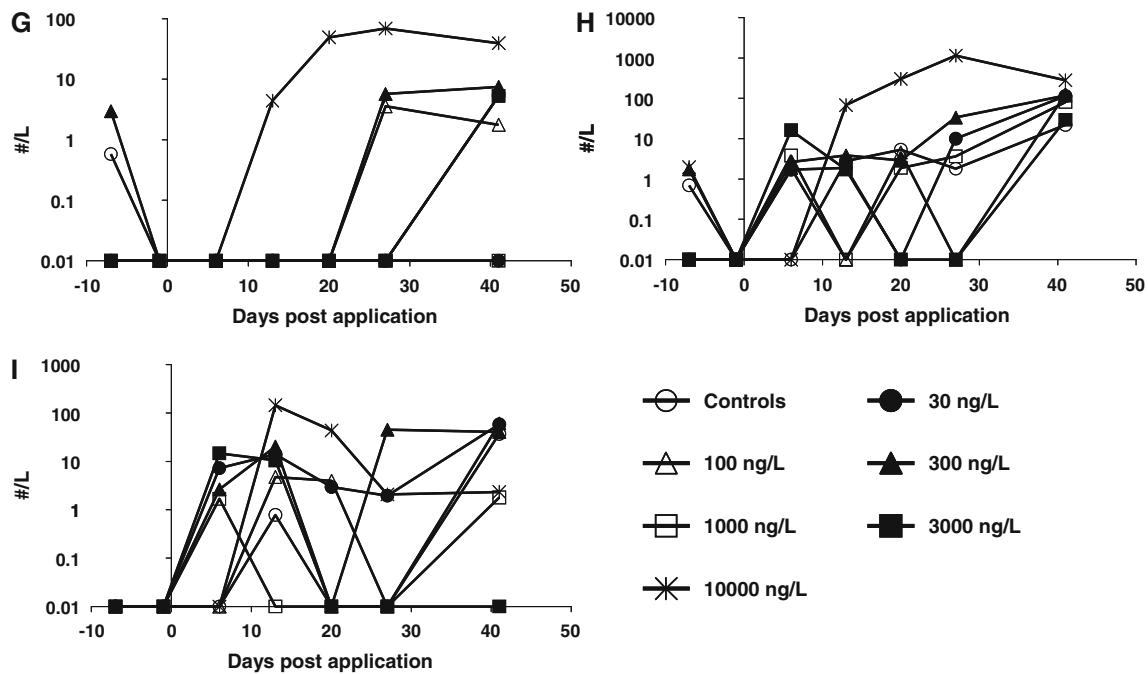 G
100
10
1
0.1
0.01
#/L
-10 0 10 20 30 40 50
Days post application
H
10000
1000
100
10
1
0.1
0.01
#/L
-10 0 10 20 30 40 50
Days post application
I
1000
100
10
1
0.1
0.01
#/L
-10 0 10 20 30 40 50
Days post application
Controls 30 ng/L
100 ng/L 300 ng/L
1000 ng/L 3000 ng/L
10000 ng/L